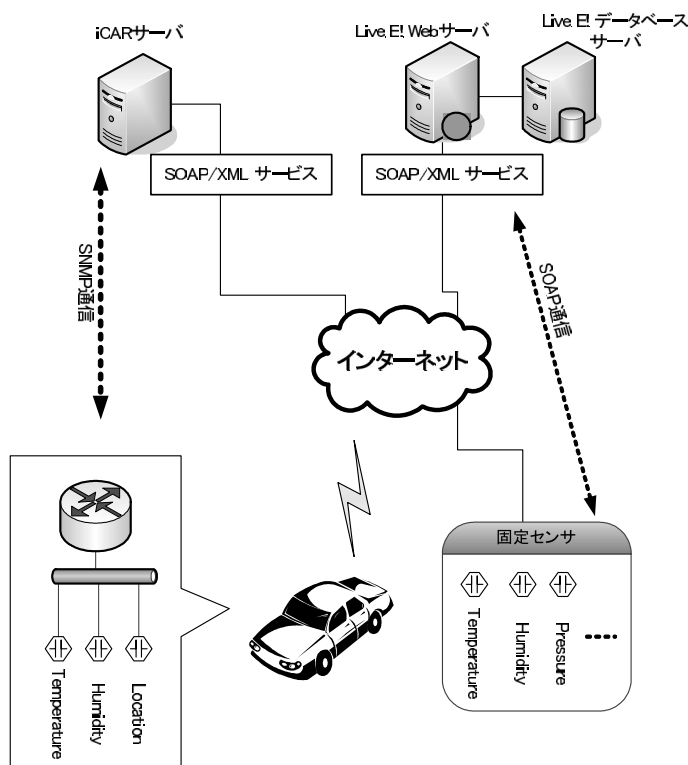 iCARサーバ
Live E! Webサーバ
Live E! データベース
サーバ
SOAP/XML サービス
SOAP/XML サービス
SNMP通信
SOAP通信
インターネット
固定センサ
Temperature
Humidity
Pressure
Temperature
Humidity
Location